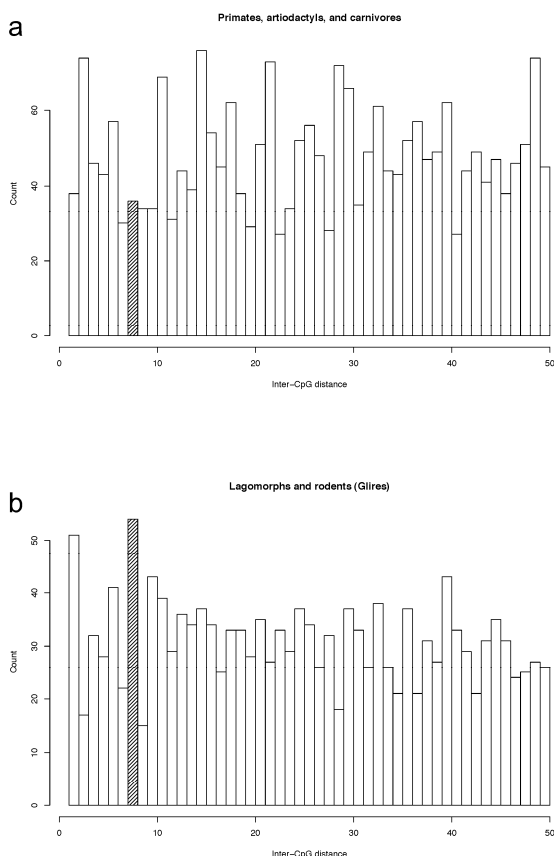 a
Primates, artiodactyls, and carnivores
Count
60
40
20
0
0 10 20 30 40 50
Inter−CpG distance
b
Lagomorphs and rodents (Glires)
Count
50
40
30
20
10
0
0 10 20 30 40 50
Inter−CpG distance